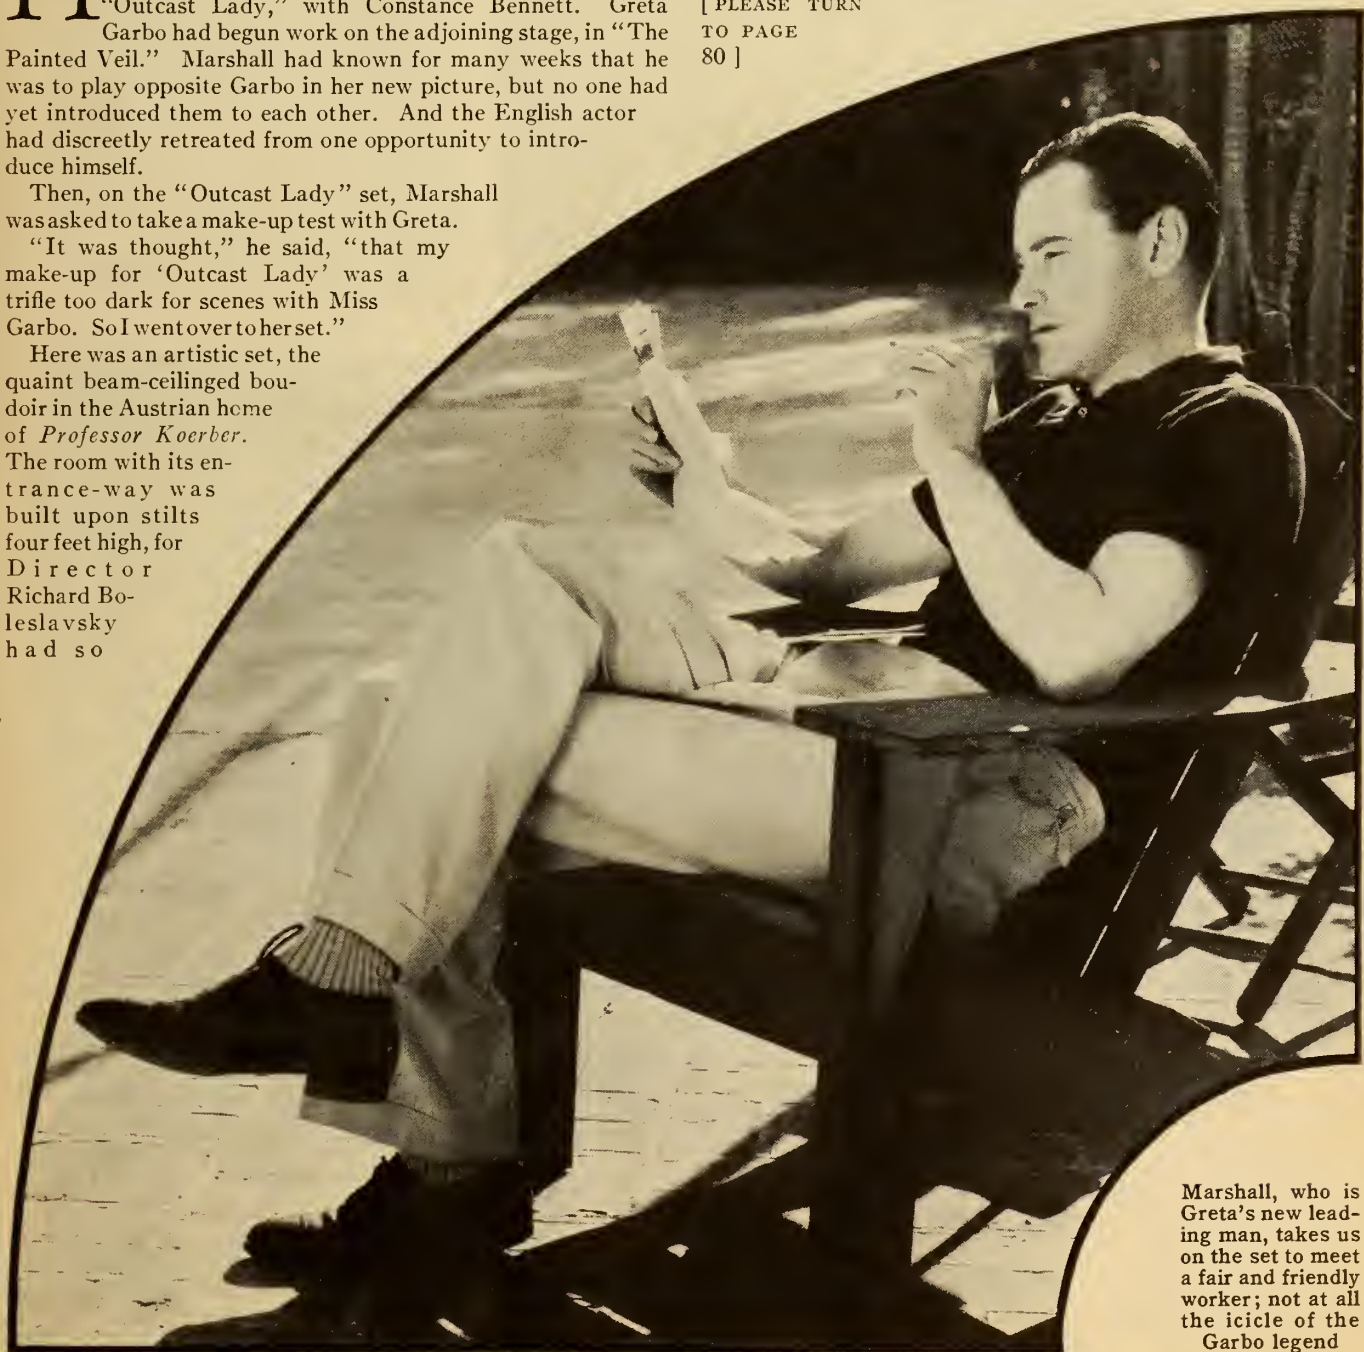 "Outcast Lady," with Constance Bennett. Greta
Garbo had begun work on the adjoining stage, in "The
Painted Veil." Marshall had known for many weeks that he
was to play opposite Garbo in her new picture, but no one had
yet introduced them to each other. And the English actor
had discreetly retreated from one opportunity to intro-
duce himself.
Then, on the "Outcast Lady" set, Marshall
was asked to take a make-up test with Greta.
"It was thought," he said, "that my
make-up for 'Outcast Lady' was a
trifle too dark for scenes with Miss
Garbo. So I went over to her set."
Here was an artistic set, the
quaint beam-ceilinged bou-
doir in the Austrian home
of Professor Koerber.
The room with its en-
trance-way was
built upon stilts
four feet high, for
Director
Richard Bo-
leslavsky
had so
[ PLEASE TURN
TO PAGE
80 ]
Marshall, who is
Greta's new lead-
ing man, takes us
on the set to meet
a fair and friendly
worker; not at all
the icicle of the
Garbo legend